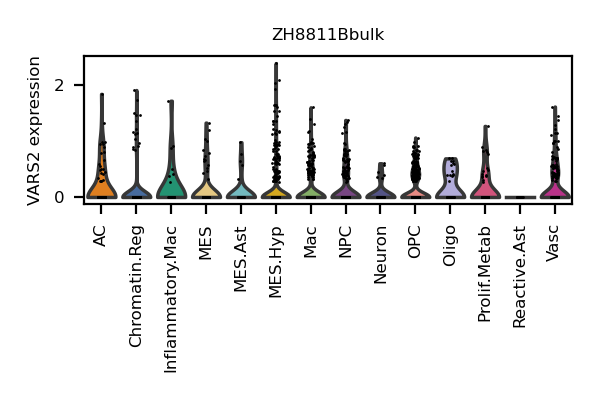 ZH8811Bbulk
VARS2 expression
2
0
AC
Chromatin.Reg
Inflammatory.Mac
MES
MES.Ast
MES.Hyp
Mac
NPC
Neuron
OPC
Oligo
Prolif.Metab
Reactive.Ast
Vasc